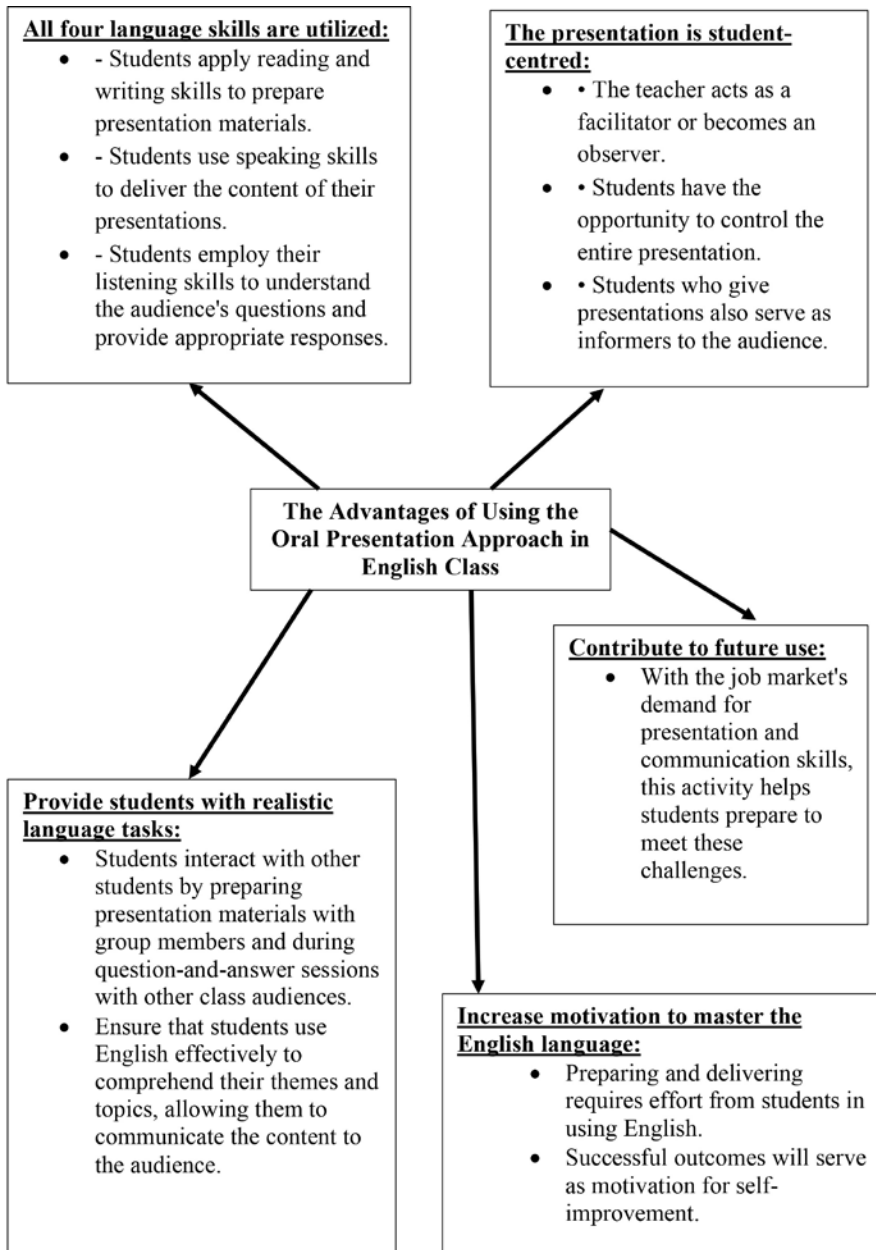 All four language skills are utilized:
• - Students apply reading and
writing skills to prepare
presentation materials.
• - Students use speaking skills
to deliver the content of their
presentations.
• - Students employ their
listening skills to understand
the audience's questions and
provide appropriate responses.
The presentation is student-
centred:
• • The teacher acts as a
facilitator or becomes an
observer.
• • Students have the
opportunity to control the
entire presentation.
• • Students who give
presentations also serve as
informers to the audience.
The Advantages of Using the
Oral Presentation Approach in
English Class
Contribute to future use:
• With the job market's
demand for
presentation and
communication skills,
this activity helps
students prepare to
meet these
challenges.
Provide students with realistic
language tasks:
• Students interact with other
students by preparing
presentation materials with
group members and during
question-and-answer sessions
with other class audiences.
• Ensure that students use
English effectively to
comprehend their themes and
topics, allowing them to
communicate the content to
the audience.
Increase motivation to master the
English language:
• Preparing and delivering
requires effort from students in
using English.
• Successful outcomes will serve
as motivation for self-
improvement.